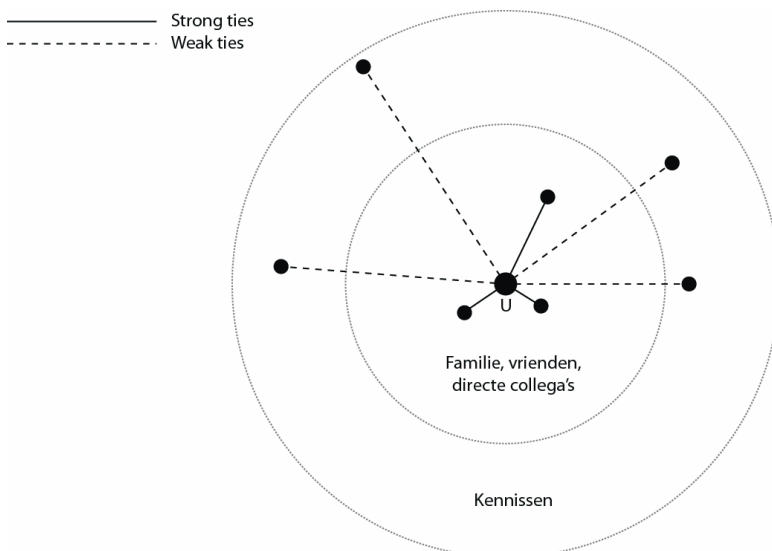 Strong ties
Weak ties
U
Familie, vrienden,
directe collega's
Kennissen